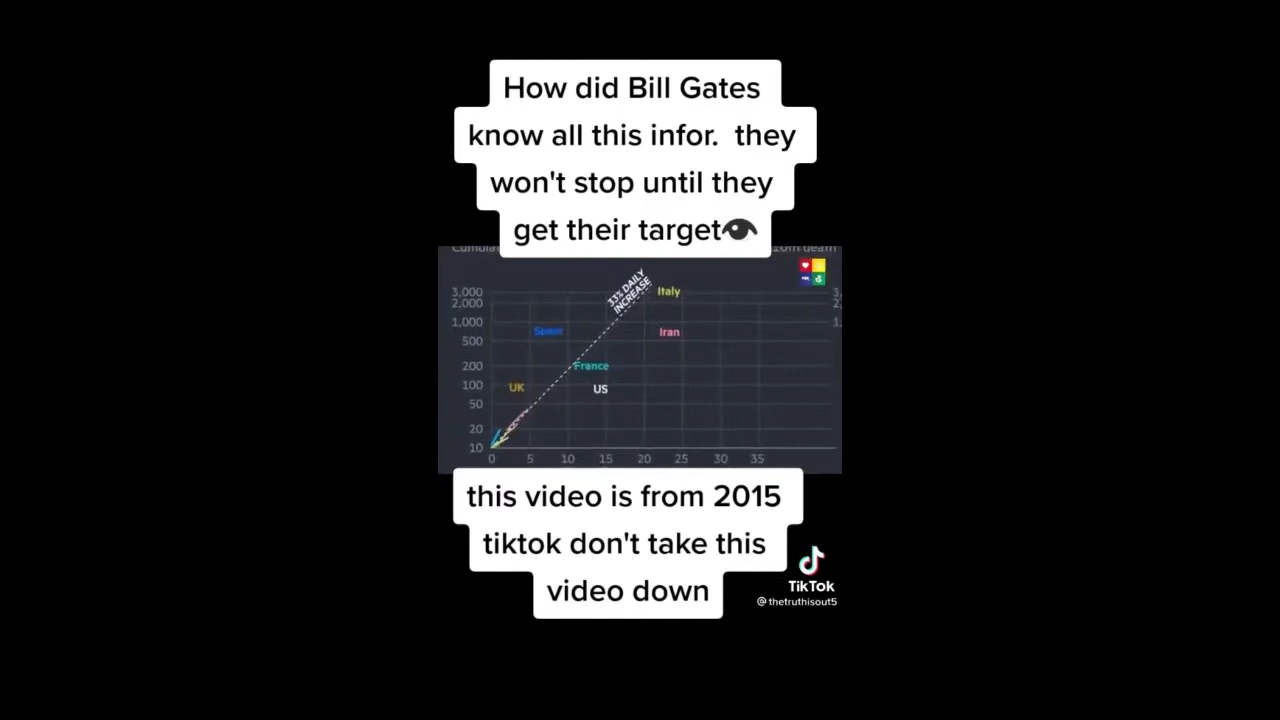 How did Bill Gates
know all this infor. they
won't stop until they
get their target
10th death
33% DAILY
INCREASE
Italy
3,000
2,000
1,000
Spain
Iran
500
200
France
100
UK
US
50
20
10
0 5 10 15 20 25 30 35
this video is from 2015
tiktok don't take this
video down
TikTok
@thetruthisout5